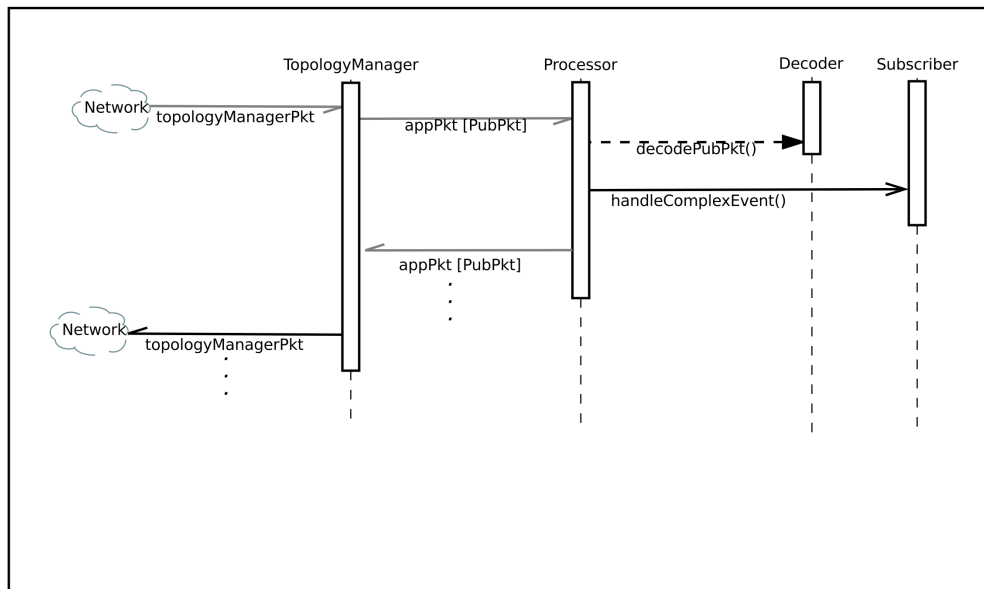 TopologyManager
Processor
Decoder
Subscriber
Network
topologyManagerPkt
appPkt [PubPkt]
decodePubPkt()
handleComplexEvent()
appPkt [PubPkt]
Network
topologyManagerPkt